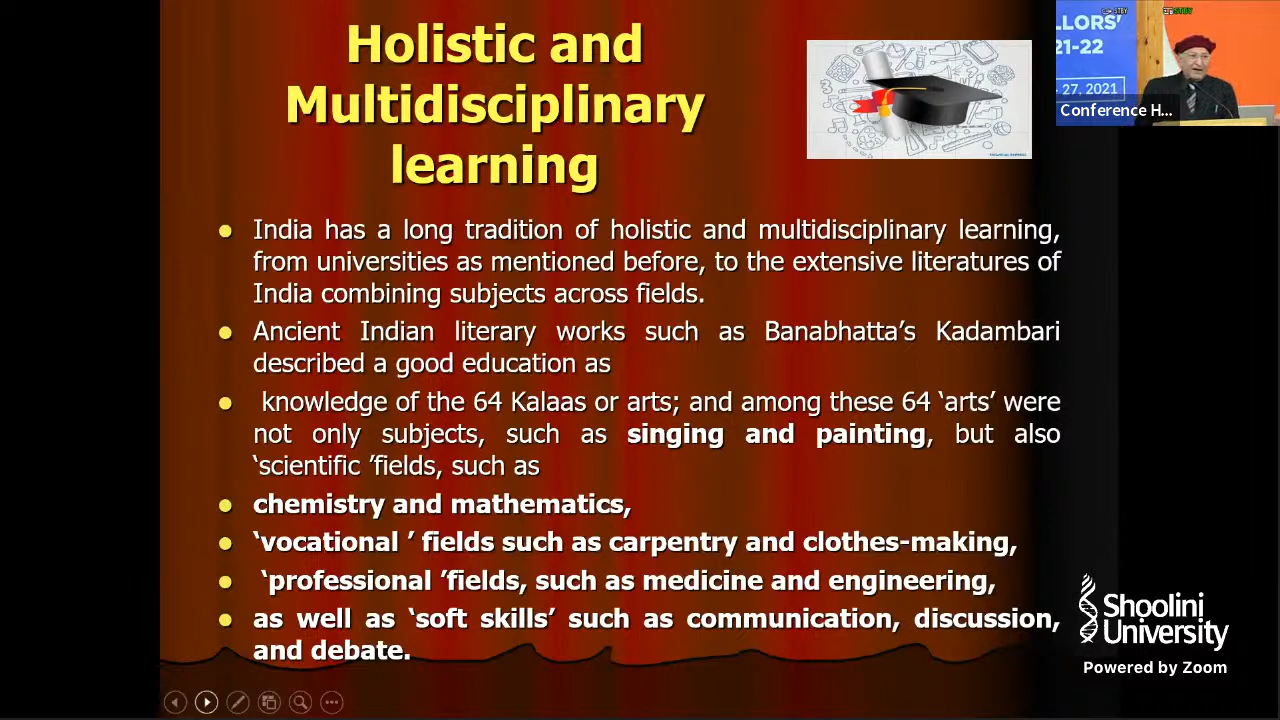 Holistic and
Multidisciplinary
learning
LLORS'
21-22
27, 2021
Conference H...
India has a long tradition of holistic and multidisciplinary learning,
from universities as mentioned before, to the extensive literatures of
India combining subjects across fields.
Ancient Indian literary works such as Banabhatta's Kadambari
described a good education as
knowledge of the 64 Kalaas or arts; and among these 64 'arts' were
not only subjects, such as singing and painting, but also
'scientific 'fields, such as
chemistry and mathematics,
'vocational ' fields such as carpentry and clothes-making,
'professional 'fields, such as medicine and engineering,
as well as 'soft skills' such as communication, discussion,
and debate.
Shoolini
University
Powered by Zoom